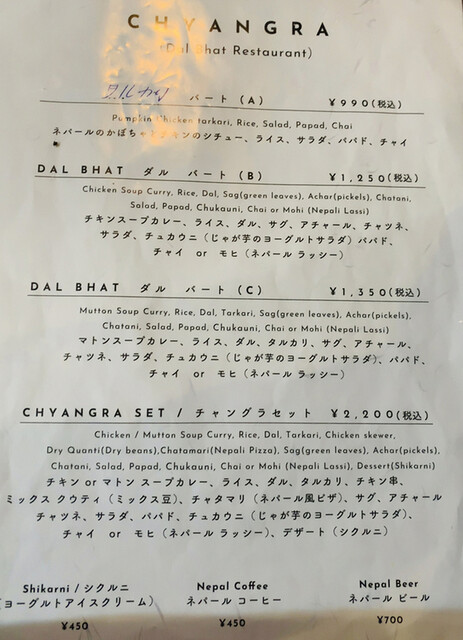 CHYANGRA
(Dal Bhat Restaurant)
バート (A) ¥990(税込)
Pumpkin Chicken tarkari, Rice, Salad, Papad, Chai
ネパールのかぼちゃとチキンのシチュー、ライス、サラダ、パパド、チャイ
DAL BHAT ダル バート (B) ¥1,250(税込)
Chicken Soup Curry, Rice, Dal, Sag(green leaves), Achar(pickels), Chatani,
Salad, Papad, Chukauni, Chai or Mohi (Nepali Lassi)
チキンスープカレー、ライス、ダル、サグ、アチャール、チャツネ、
サラダ、チュカウニ（じゃが芋のヨーグルトサラダ）パパド、
チャイ or モヒ（ネパール ラッシー）
DAL BHAT ダル バート (C) ¥1,350(税込)
Mutton Soup Curry, Rice, Dal, Tarkari, Sag(green leaves), Achar(pickels),
Chatani, Salad, Papad, Chukauni, Chai or Mohi (Nepali Lassi)
マトンスープカレー、ライス、ダル、タルカリ、サグ、アチャール、
チャツネ、サラダ、チュカウニ（じゃが芋のヨーグルトサラダ）、パパド、
チャイ or モヒ（ネパール ラッシー）
CHYANGRA SET / チャングラセット ¥2,200(税込)
Chicken / Mutton Soup Curry, Rice, Dal, Tarkari, Chicken skewer,
Dry Quanti(Dry beans),Chatamari(Nepali Pizza), Sag(green leaves), Achar(pickels),
Chatani, Salad, Papad, Chukauni, Chai or Mohi (Nepali Lassi), Dessert(Shikarni)
チキン or マトン スープカレー、ライス、ダル、タルカリ、チキン串、
ミックス クウティ（ミックス豆）、チャタマリ（ネパール風ピザ）、サグ、アチャール
チャツネ、サラダ、パパド、チュカウニ（じゃが芋のヨーグルトサラダ）、
チャイ or モヒ（ネパール ラッシー）、デザート（シクルニ）
Shikarni / シクルニ
（ヨーグルトアイスクリーム）
¥450
Nepal Coffee
ネパール コーヒー
¥450
Nepal Beer
ネパール ビール
¥700